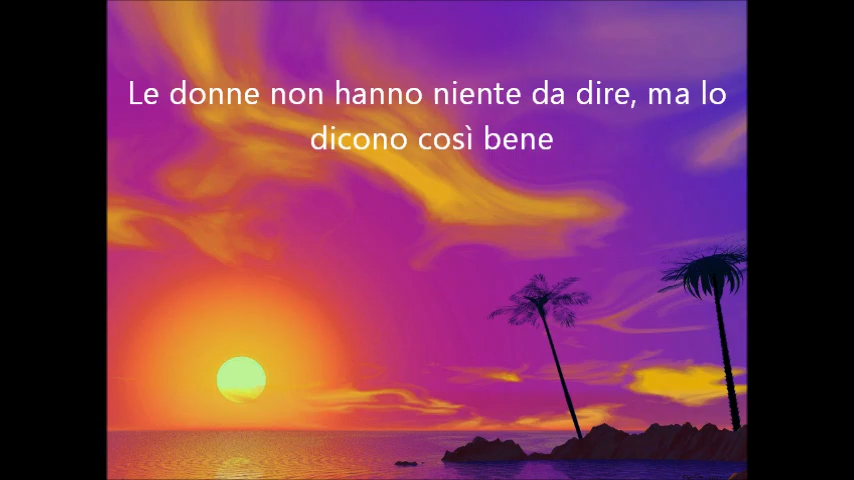 Le donne non hanno niente da dire, ma lo
dicono così bene